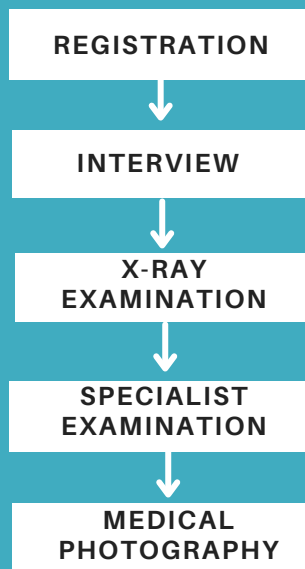 REGISTRATION
INTERVIEW
X-RAY
EXAMINATION
SPECIALIST
EXAMINATION
MEDICAL
PHOTOGRAPHY